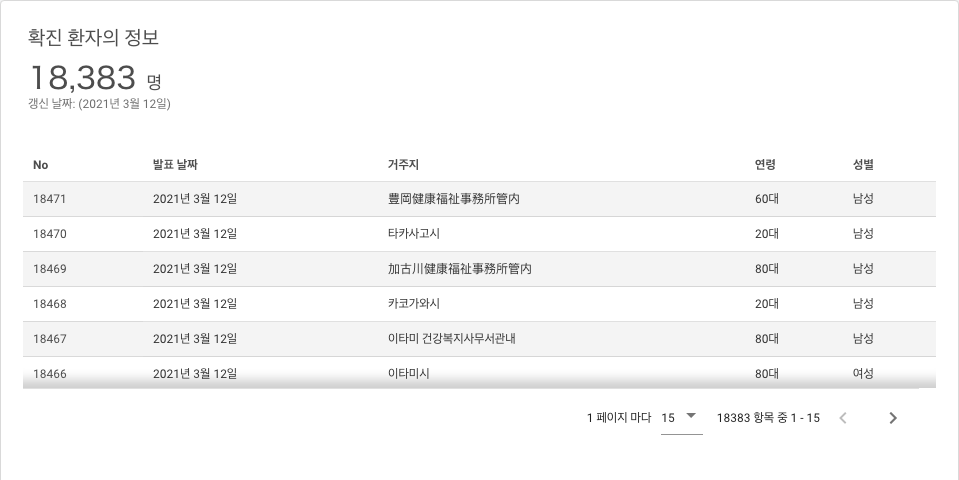 확진 환자의 정보
18,383 명
갱신 날짜: (2021년 3월 12일)
No 발표 날짜 거주지 연령 성별
18471 2021년 3월 12일 豊岡健康福祉事務所管内 60대 남성
18470 2021년 3월 12일 타카사고시 20대 남성
18469 2021년 3월 12일 加古川健康福祉事務所管内 80대 남성
18468 2021년 3월 12일 카코가와시 20대 남성
18467 2021년 3월 12일 이타미 건강복지사무서관내 80대 남성
18466 2021년 3월 12일 이타미시 80대 여성
1 페이지 마다 15 18383 항목 중 1 - 15